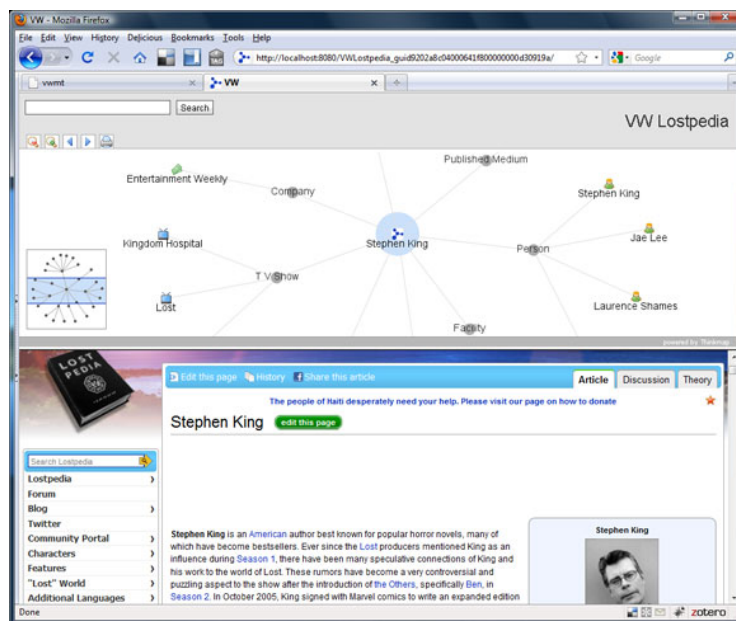 VW - Mozilla Firefox
File Edit View History Delicious Bookmarks Tools Help
http://localhost:8080/VWLostpedia_guid9202a8c04000641f800000000d30919a/
Google
vwmt
VW
Search
VW Lostpedia
Published Medium
Entertainment Weekly
Company
Stephen King
Stephen King
Kingdom Hospital
Person
Jae Lee
T V Show
Lost
Laurence Shames
Facility
powered by Thinkmap
LOST
PEDIA
Edit this page History Share this article
Article Discussion Theory
The people of Haiti desperately need your help. Please visit our page on how to donate
Stephen King edit this page
Search Lostpedia
Lostpedia
Forum
Blog
Twitter
Community Portal
Characters
Features
"Lost" World
Additional Languages
Stephen King is an American author best known for popular horror novels, many of
which have become bestsellers. Ever since the Lost producers mentioned King as an
influence during Season 1, there have been many speculative connections of King and
his work to the world of Lost. These rumors have become a very controversial and
puzzling aspect to the show after the introduction of the Others, specifically Ben, in
Season 2. In October 2005, King signed with Marvel comics to write an expanded edition
Stephen King
Done
zotero